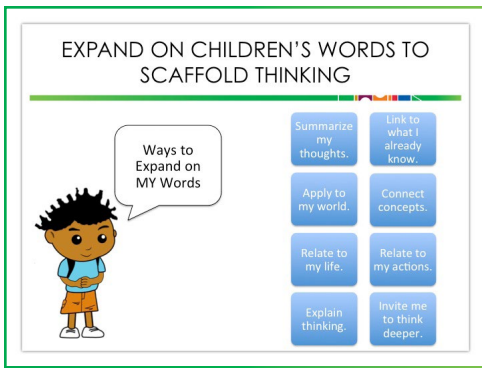 EXPAND ON CHILDREN'S WORDS TO
SCAFFOLD THINKING
Ways to
Expand on
MY Words
Summarize
my
thoughts.
Link to
what I
already
know.
Apply to
my world.
Connect
concepts.
Relate to
my life.
Relate to
my actions.
Explain
thinking.
Invite me
to think
deeper.